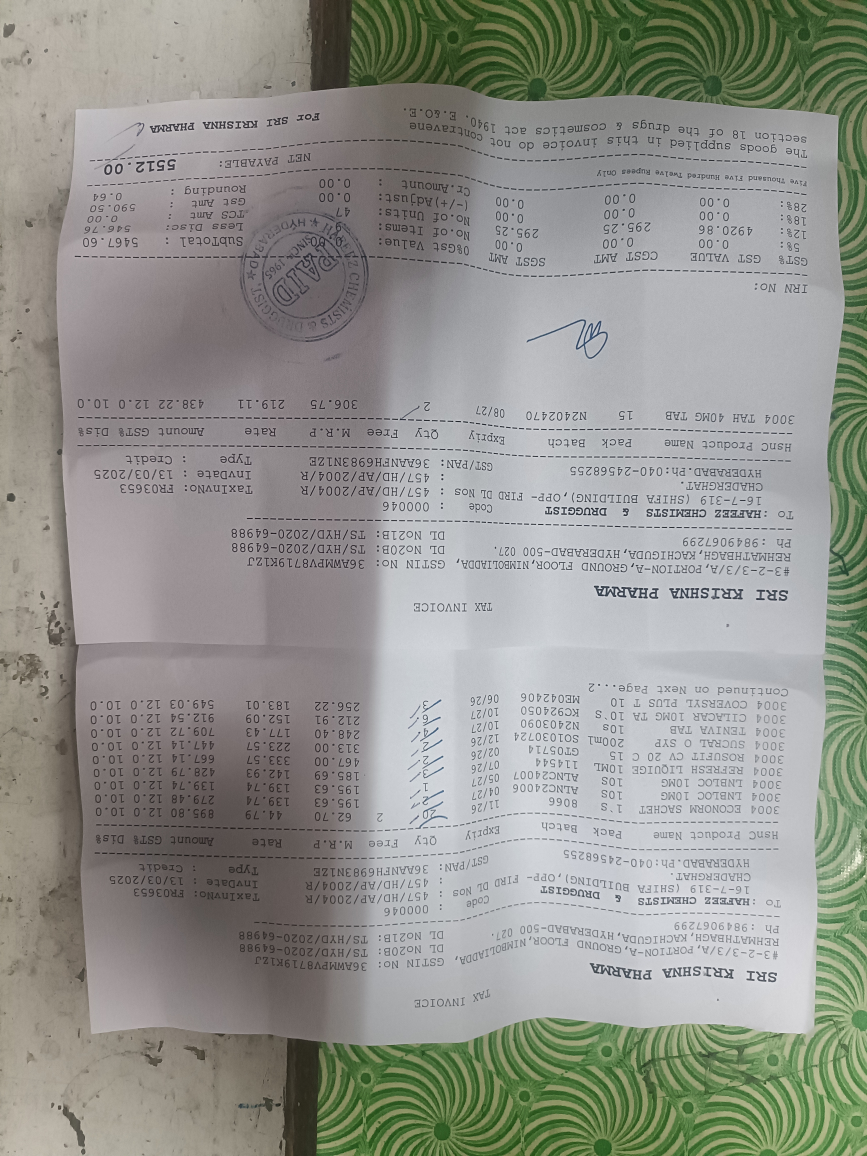 TAX INVOICE
SRI KRISHNA PHARMA
#3-2-3/3/A, PORTION-A, GROUND FLOOR, NIMBOLIADDA, GSTIN No: 36AWMPV8719K1ZJ
REHMATHBAGH, KACHIGUDA, HYDERABAD-500 027. DL No20B: TS/HYD/2020-64988
Ph :9849067299 DL No21B: TS/HYD/2020-64988
To :HAFEEZ CHEMISTS & DRUGGIST Code : 000046
16-7-319 (SHIFA BUILDING),OPP- FIRD DL Nos : 457/HD/AP/2004/R TaxInvNo: FR03653
CHADERGHAT. : 457/HD/AP/2004/R InvDate : 13/03/2025
HYDERABAD.Ph:040-24568255 GST/PAN: 36AANFH6983N1ZE Type : Credit
Hsnc Product Name Pack Batch Expriy Qty Free M.R.P Rate Amount GST% Dis%
3004 ECONORM SACHET 1'S 8066 11/26 20 2 62.70 44.79 895.80 12.0 10.0
3004 LNBLOC 10MG 10S ALNC24006 04/27 2 195.63 139.74 279.48 12.0 10.0
3004 LNBLOC 10MG 10S ALNC24007 05/27 1 195.63 139.74 139.74 12.0 10.0
3004 REFRESH LIQUIGE 10ML 114544 07/26 3 185.69 142.93 428.79 12.0 10.0
3004 ROSUFIT CV 20 C 15 GT05714 02/26 2 467.00 333.57 667.14 12.0 10.0
3004 SUCRAL O SYP 200ml SO1030724 12/26 2 313.00 223.57 447.14 12.0 10.0
3004 TENIVA TAB 10s N2403090 10/27 4 248.40 177.43 709.72 12.0 10.0
3004 CILACAR 10MG TA 10`S KC924050 10/27 6 212.91 152.09 912.54 12.0 10.0
3004 COVERSYL PLUS T 10 ME042406 06/26 3 256.22 183.01 549.03 12.0 10.0
Continued on Next Page...2
TAX INVOICE
SRI KRISHNA PHARMA
#3-2-3/3/A, PORTION-A, GROUND FLOOR, NIMBOLIADDA, GSTIN No: 36AWMPV8719K1ZJ
REHMATHBAGH, KACHIGUDA, HYDERABAD-500 027. DL No20B: TS/HYD/2020-64988
Ph :9849067299 DL No21B: TS/HYD/2020-64988
To :HAFEEZ CHEMISTS & DRUGGIST Code : 000046
16-7-319 (SHIFA BUILDING),OPP- FIRD DL Nos : 457/HD/AP/2004/R TaxInvNo: FR03653
CHADERGHAT. : 457/HD/AP/2004/R InvDate : 13/03/2025
HYDERABAD.Ph:040-24568255 GST/PAN: 36AANFH6983N1ZE Type : Credit
Hsnc Product Name Pack Batch Expriy Qty Free M.R.P Rate Amount GST% Dis%
3004 TAH 40MG TAB 15 N2402470 08/27 2 306.75 219.11 438.22 12.0 10.0
IRN No:
GST% GST VALUE CGST AMT SGST AMT 0%Gst Value: 0.00 SubTotal : 5467.60
5%: 0.00 0.00 0.00 No.of Items: 9 Less Disc: 546.76
12%: 4920.86 295.25 295.25 No.of Units: 47 TCS Amt : 0.00
18%: 0.00 0.00 0.00 (-/+)Adjust: 0.00 Gst Amt : 590.50
28%: 0.00 0.00 0.00 Cr.Amount : 0.00 Rounding : 0.64
Five Thousand Five Hundred Twelve Rupees Only NET PAYABLE: 5512.00
The goods supplied in this invoice do not contravene
section 18 of the drugs & cosmetics act 1940. E.&O.E. For SRI KRISHNA PHARMA
CHEMISTS & DRUGGIST
HYDERABAD
PAID
SINCE 1965